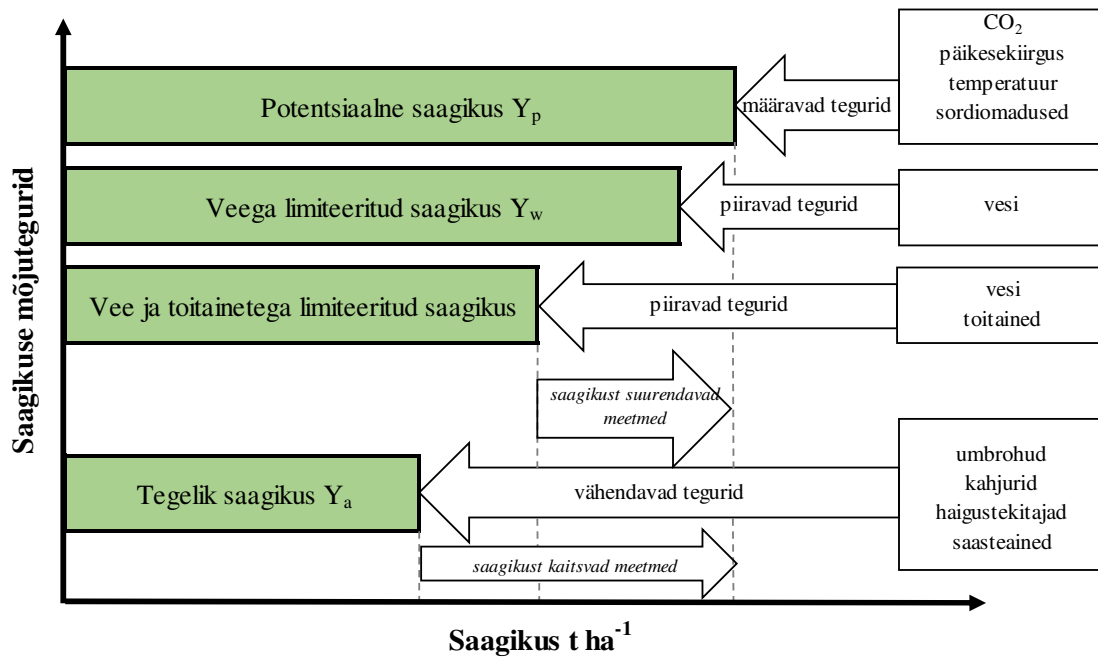 CO₂
päikesekiirgus
temperatuur
sordiomadused
määravad tegurid
Potentsiaalne saagikus Yₚ
Veega limiteeritud saagikus Y_w
piiravad tegurid
vesi
Vee ja toitainetega limiteeritud saagikus
piiravad tegurid
vesi
toitained
saagikust suurendavad
meetmed
Tegelik saagikus Yₐ
vähendavad tegurid
umbrohud
kahjurid
haigustekitajad
saasteained
saagikust kaitsvad meetmed
Saagikuse mõjutegurid
Saagikus t ha⁻¹